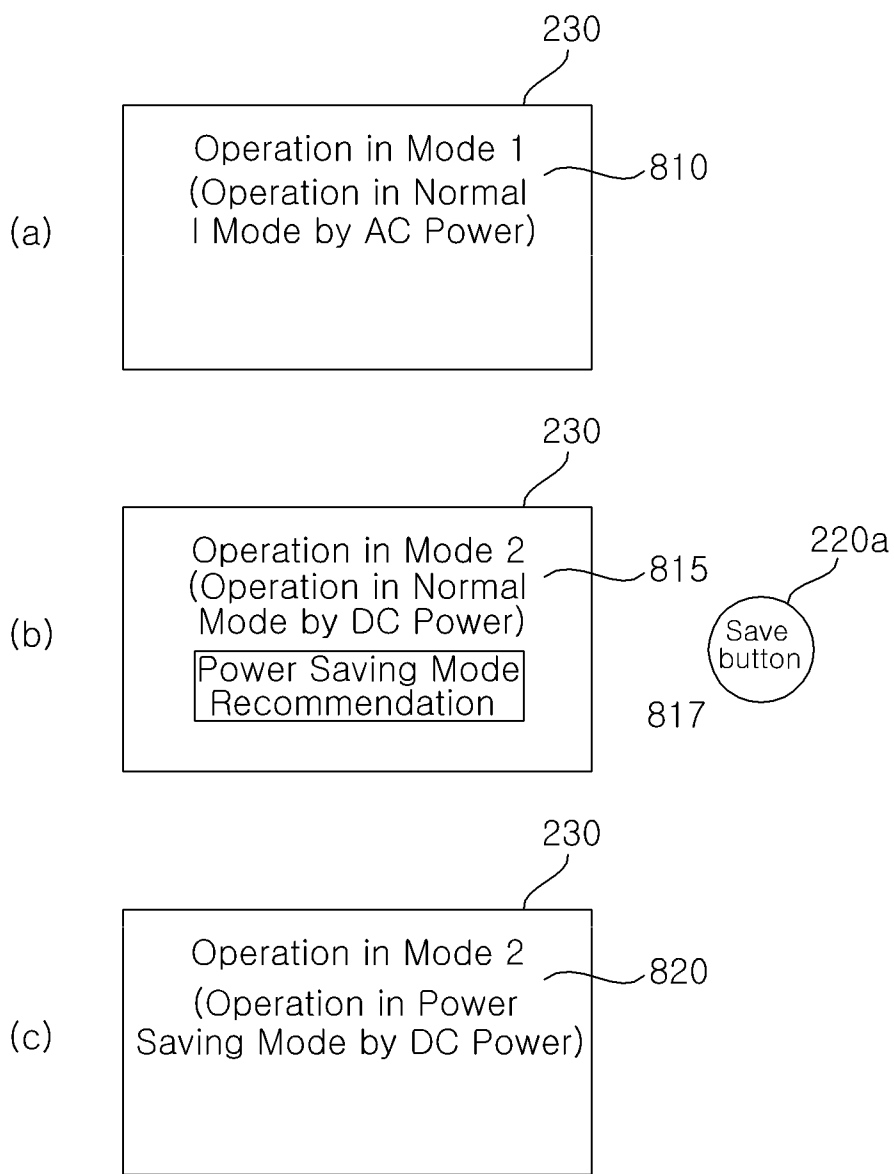 230
Operation in Mode 1
(Operation in Normal
l Mode by AC Power)
810
(a)
230
Operation in Mode 2
(Operation in Normal
Mode by DC Power)
Power Saving Mode
Recommendation
815
817
220a
Save
button
(b)
230
Operation in Mode 2
(Operation in Power
Saving Mode by DC Power)
820
(c)